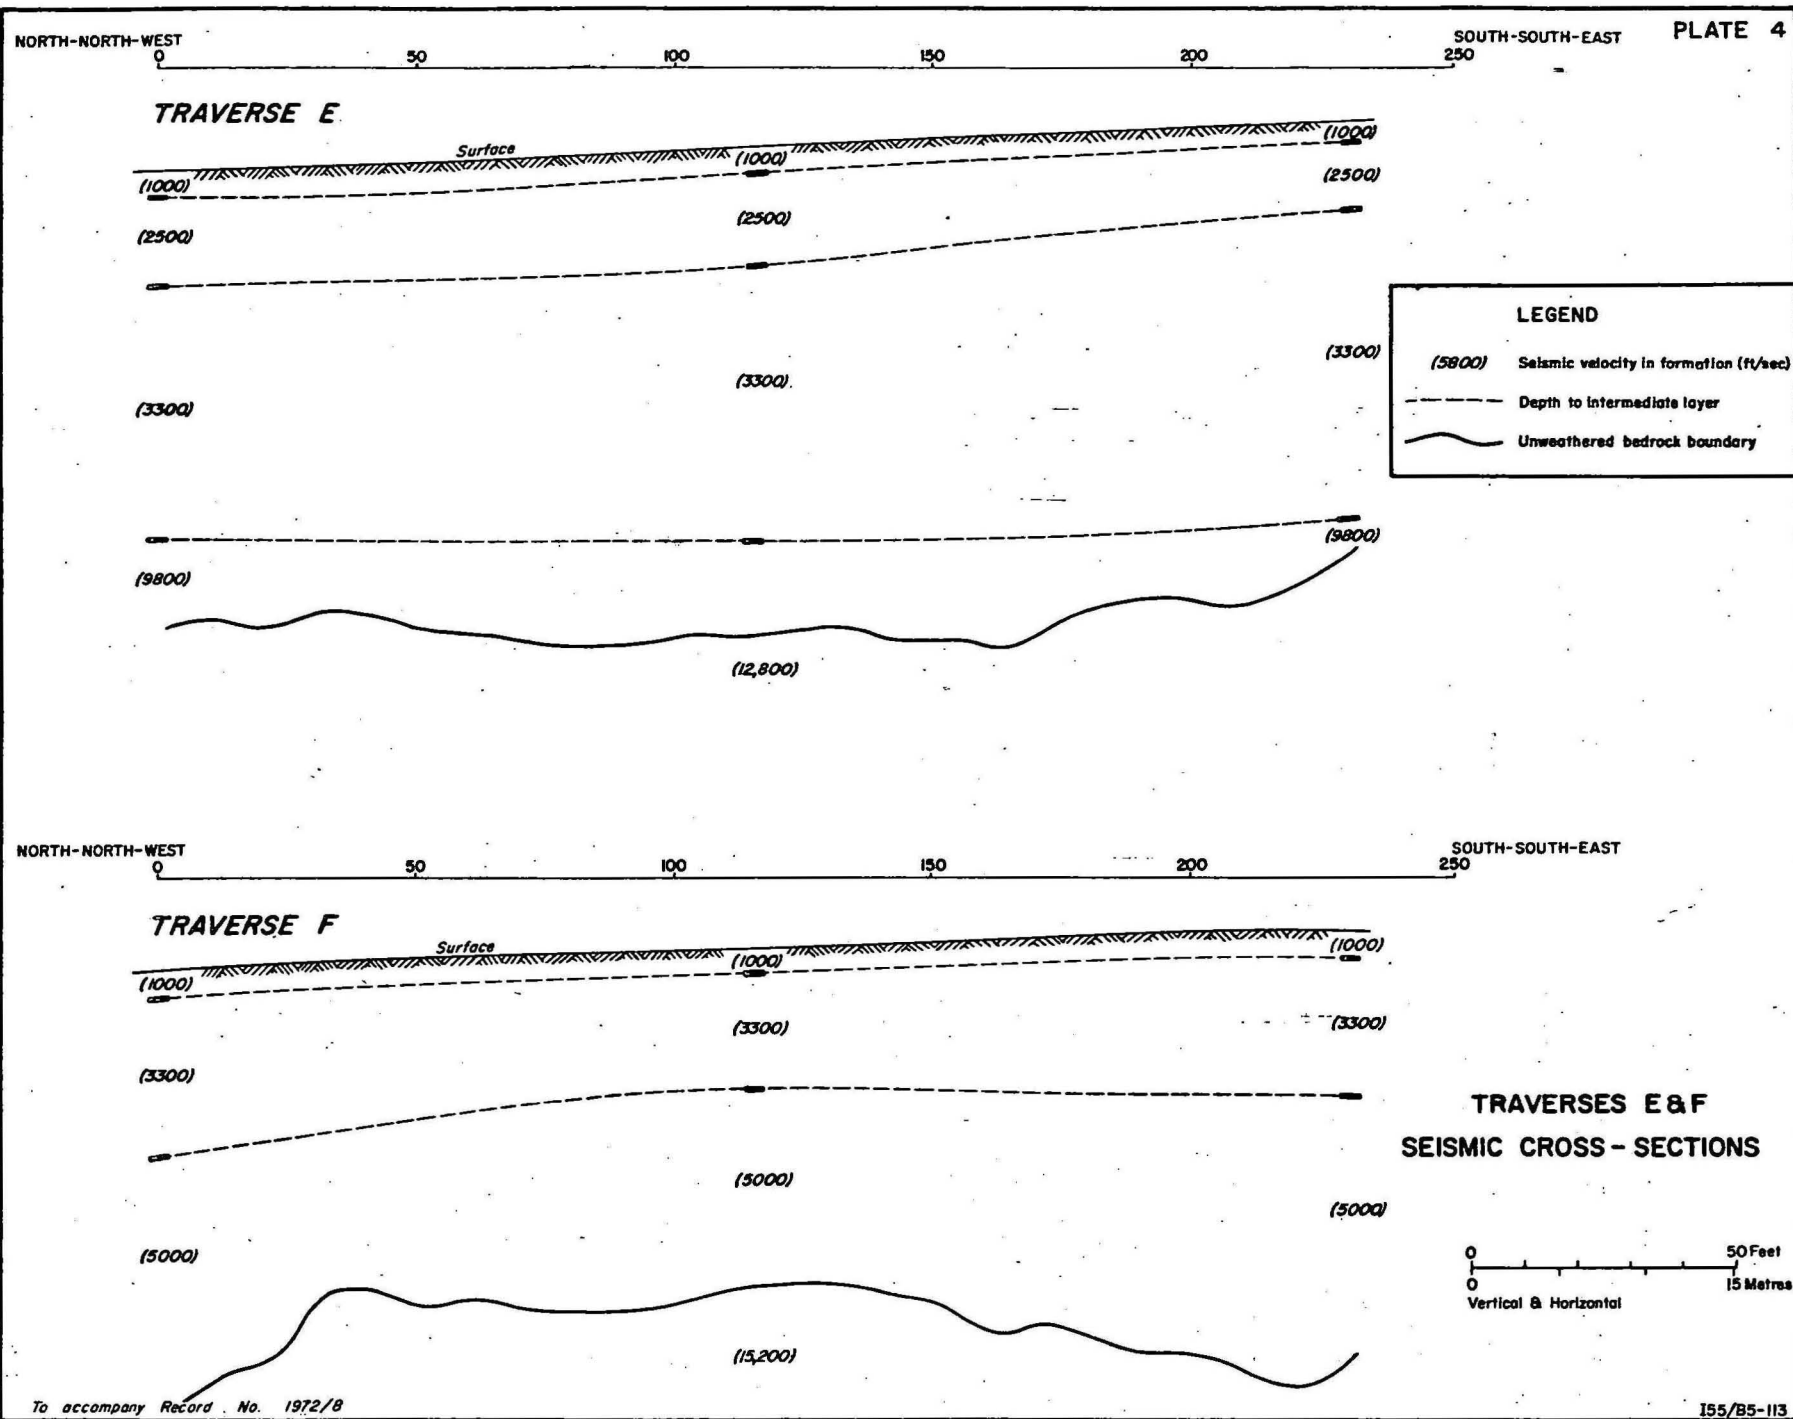 PLATE 4
NORTH-NORTH-WEST
SOUTH-SOUTH-EAST
0 50 100 150 200 250
TRAVERSE E
Surface
(1000) (1000) (1000)
(2500) (2500) (2500)
(3300) (3300) (3300)
(9800) (9800)
(12,800)
LEGEND
(5800) Seismic velocity in formation (ft/sec)
Depth to intermediate layer
Unweathered bedrock boundary
NORTH-NORTH-WEST
SOUTH-SOUTH-EAST
0 50 100 150 200 250
TRAVERSE F
Surface
(1000) (1000) (1000)
(3300) (3300) (3300)
(5000) (5000) (5000)
(15,200)
TRAVERSES E & F
SEISMIC CROSS-SECTIONS
0 50 Feet
0 15 Metres
Vertical & Horizontal
To accompany Record No. 1972/8
I55/B5-113